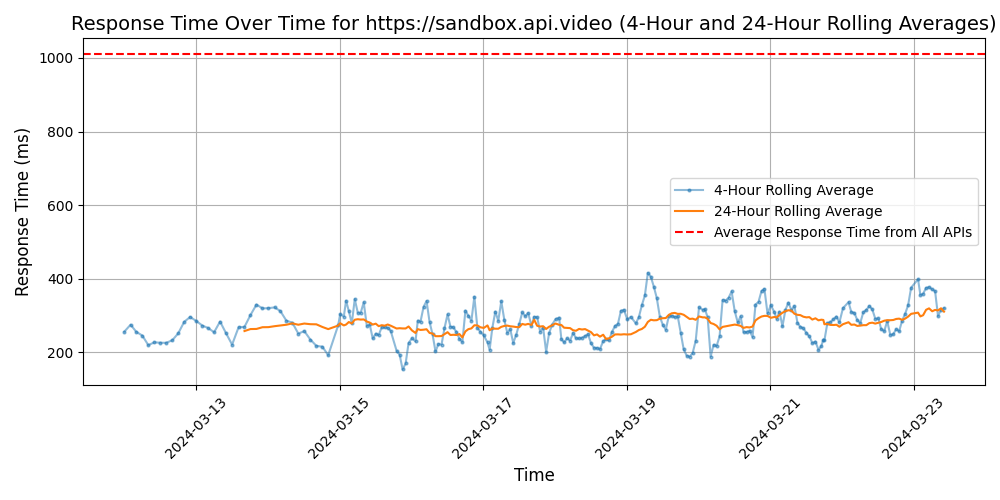 Response Time Over Time for https://sandbox.api.video (4-Hour and 24-Hour Rolling Averages)
Response Time (ms)
1000
800
600
400
200
4-Hour Rolling Average
24-Hour Rolling Average
Average Response Time from All APIs
2024-03-13
2024-03-15
2024-03-17
2024-03-19
2024-03-21
2024-03-23
Time